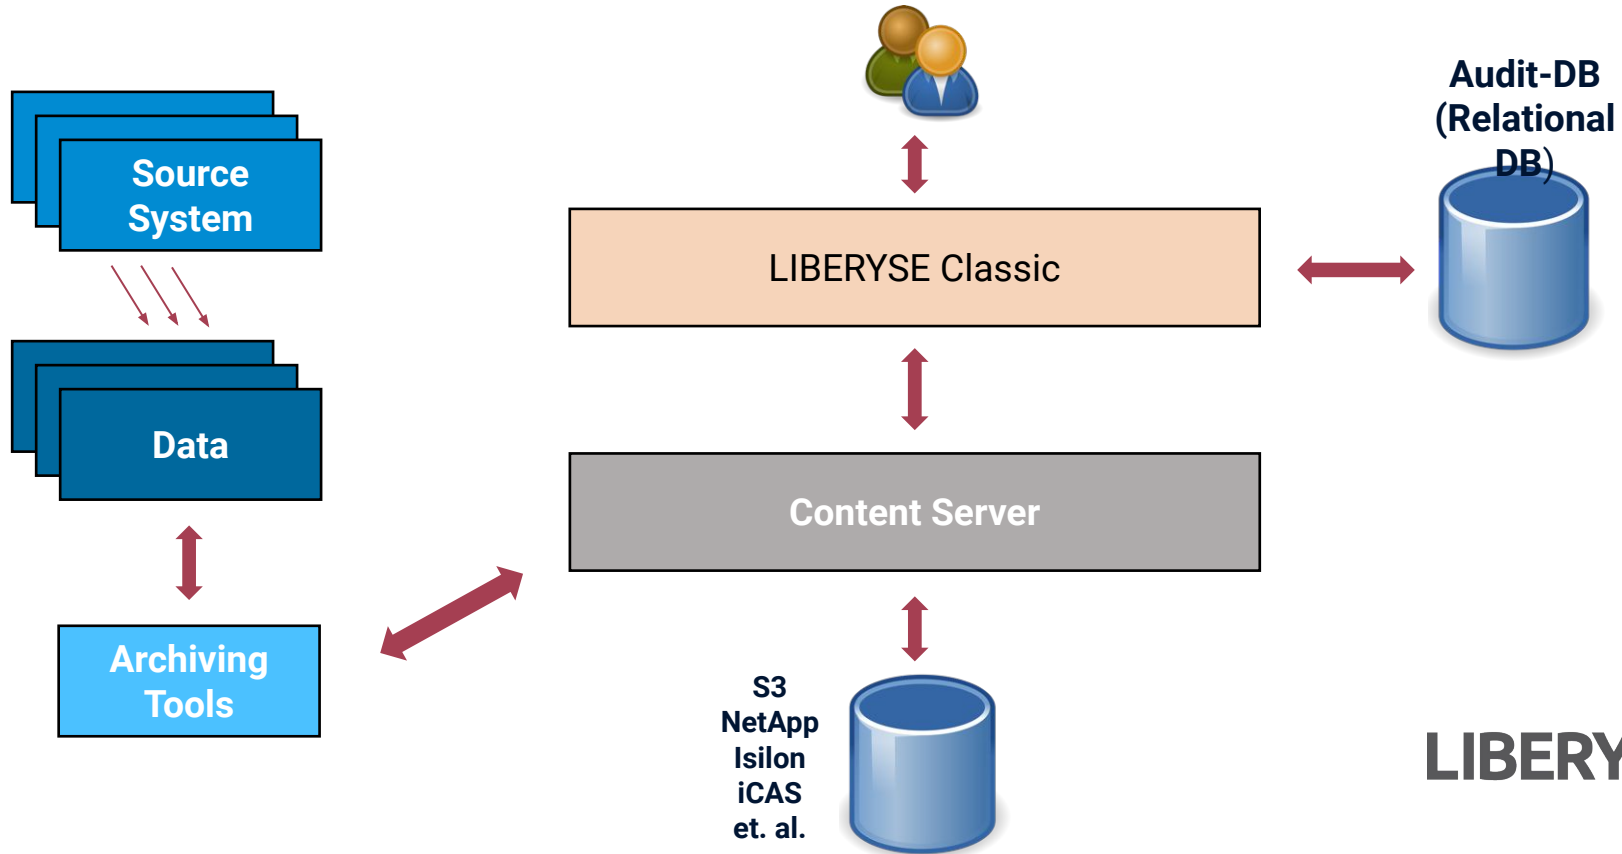 Source
System
Data
Archiving
Tools
LIBERYSE Classic
Content Server
S3
NetApp
Isilon
iCAS
et. al.
Audit-DB
(Relational
DB)
LIBERY